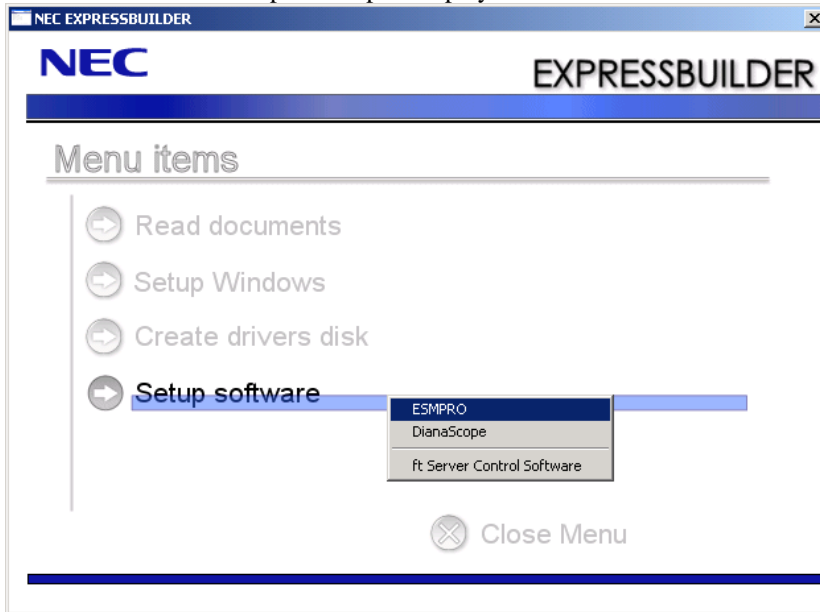 NEC EXPRESSBUILDER
NEC
EXPRESSBUILDER
Menu items
Read documents
Setup Windows
Create drivers disk
Setup software
ESMPRO
DianaScope
ft Server Control Software
Close Menu